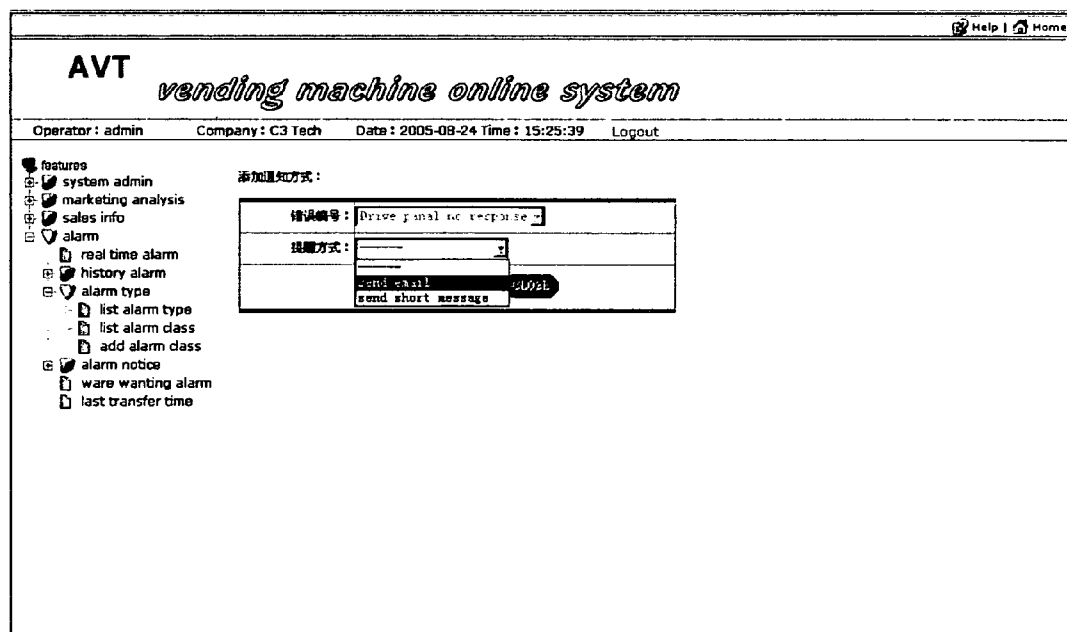 Help | Home
AVT
vending machine online system
Operator : admin Company : C3 Tech Date : 2005-08-24 Time : 15:25:39 Logout
features
system admin
marketing analysis
sales info
alarm
real time alarm
history alarm
alarm type
list alarm type
list alarm class
add alarm class
alarm notice
ware wanting alarm
last transfer time
添加通知方式：
错误编号： Drive panal no response
提醒方式： ------
------
send email
send short message
CLOSE